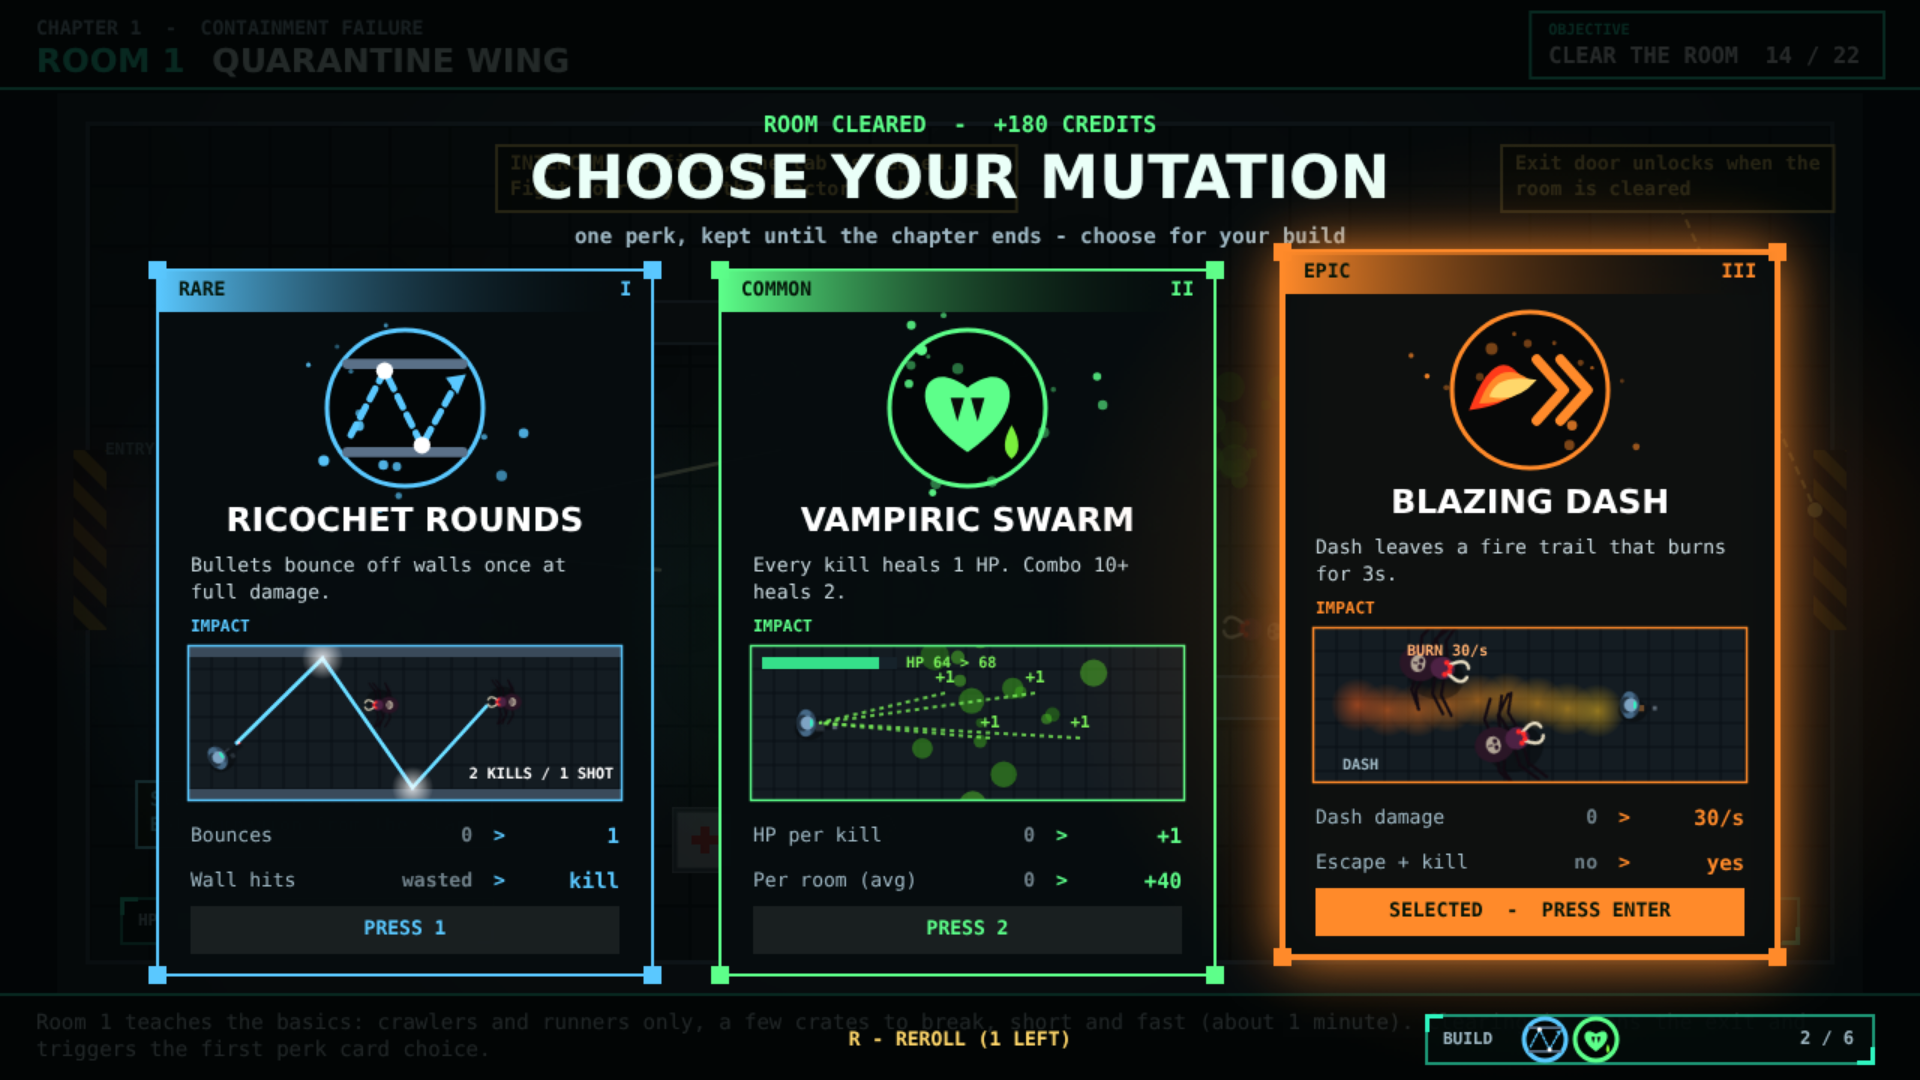 CHAPTER 1 - CONTAINMENT FAILURE
ROOM 1 QUARANTINE WING
OBJECTIVE
CLEAR THE ROOM 14 / 22
ROOM CLEARED - +180 CREDITS
CHOOSE YOUR MUTATION
Exit door unlocks when the
room is cleared
one perk, kept until the chapter ends - choose for your build
ENTRY
RARE I
RICOCHET ROUNDS
Bullets bounce off walls once at
full damage.
IMPACT
2 KILLS / 1 SHOT
Bounces 0 > 1
Wall hits wasted > kill
PRESS 1
COMMON II
VAMPIRIC SWARM
Every kill heals 1 HP. Combo 10+
heals 2.
IMPACT
HP 64 > 68
+1 +1
+1 +1
HP per kill 0 > +1
Per room (avg) 0 > +40
PRESS 2
EPIC III
BLAZING DASH
Dash leaves a fire trail that burns
for 3s.
IMPACT
BURN 30/s
DASH
Dash damage 0 > 30/s
Escape + kill no > yes
SELECTED - PRESS ENTER
HP
Room 1 teaches the basics: crawlers and runners only, a few crates to break, short and fast (about 1 minute).
triggers the first perk card choice.
R - REROLL (1 LEFT)
BUILD 2 / 6